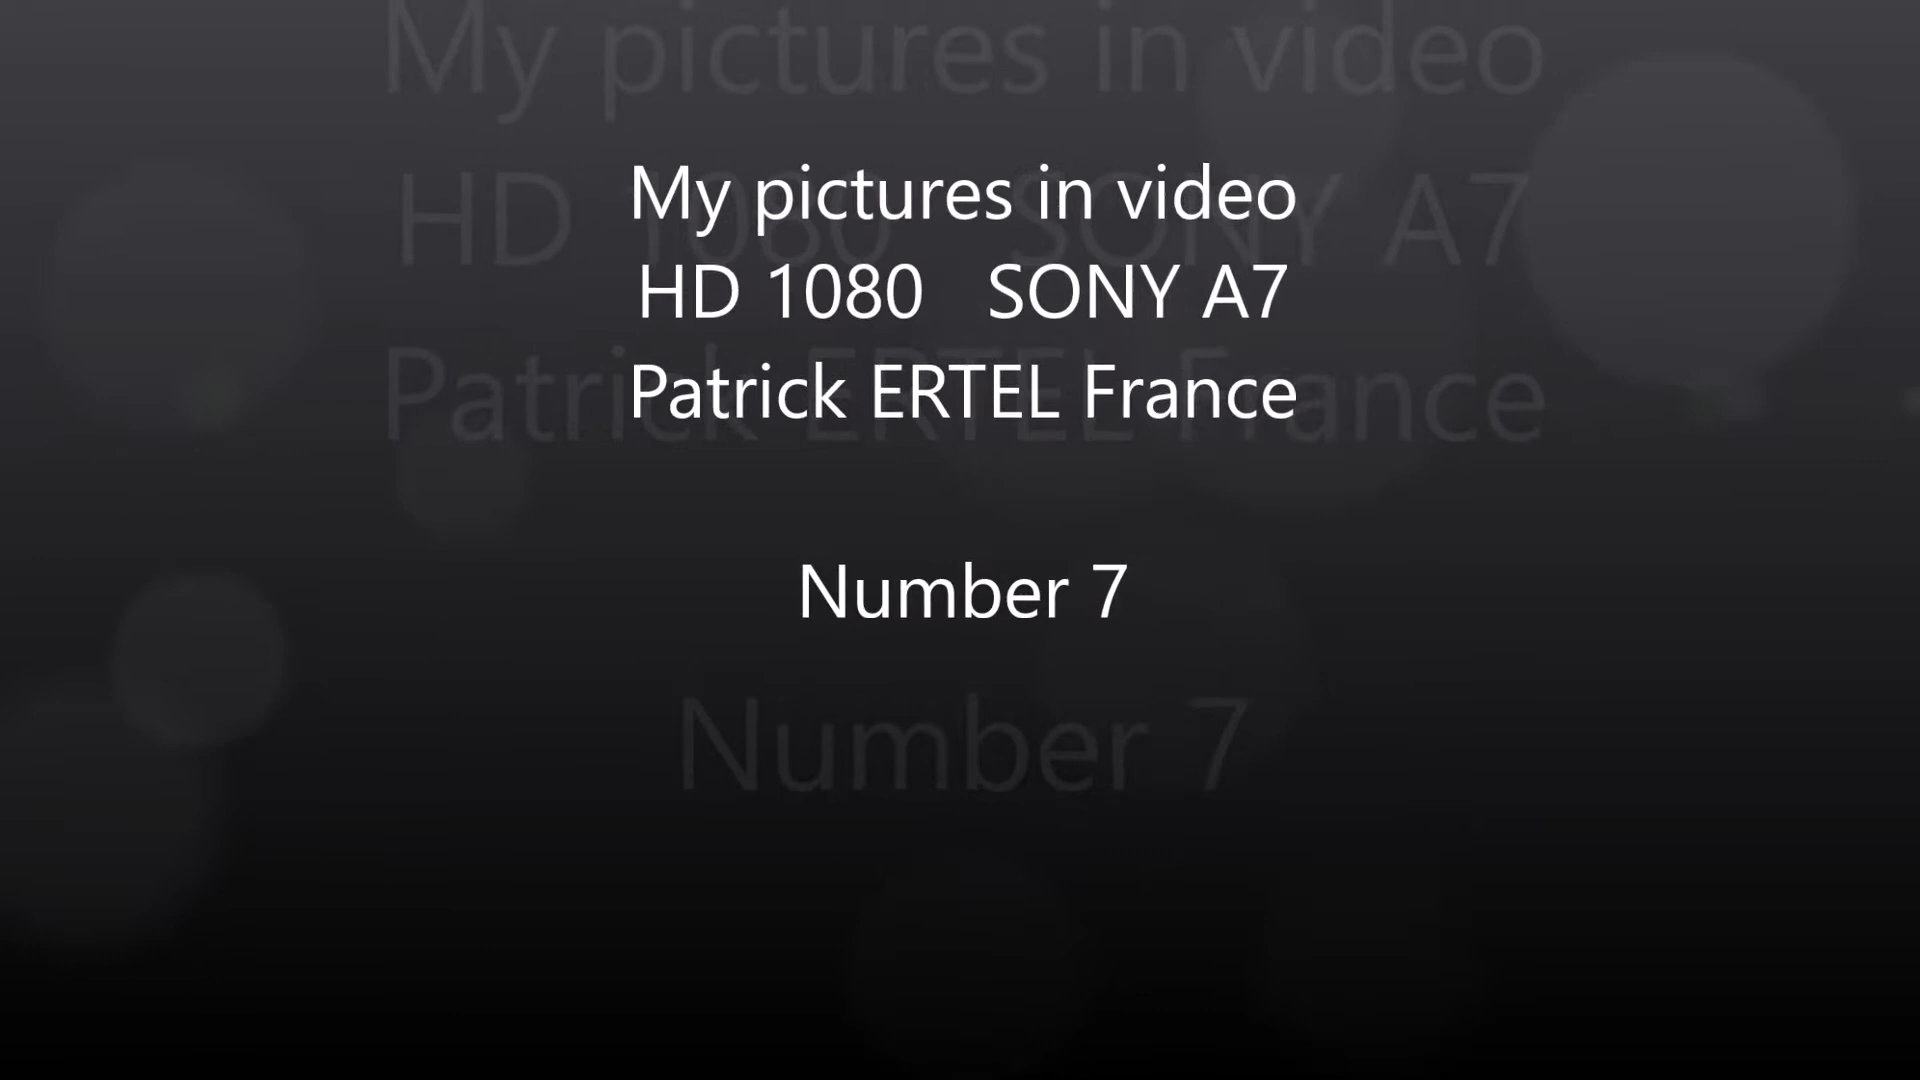 My pictures in video
HD 1080 SONY A7
Patrick ERTEL France
Number 7